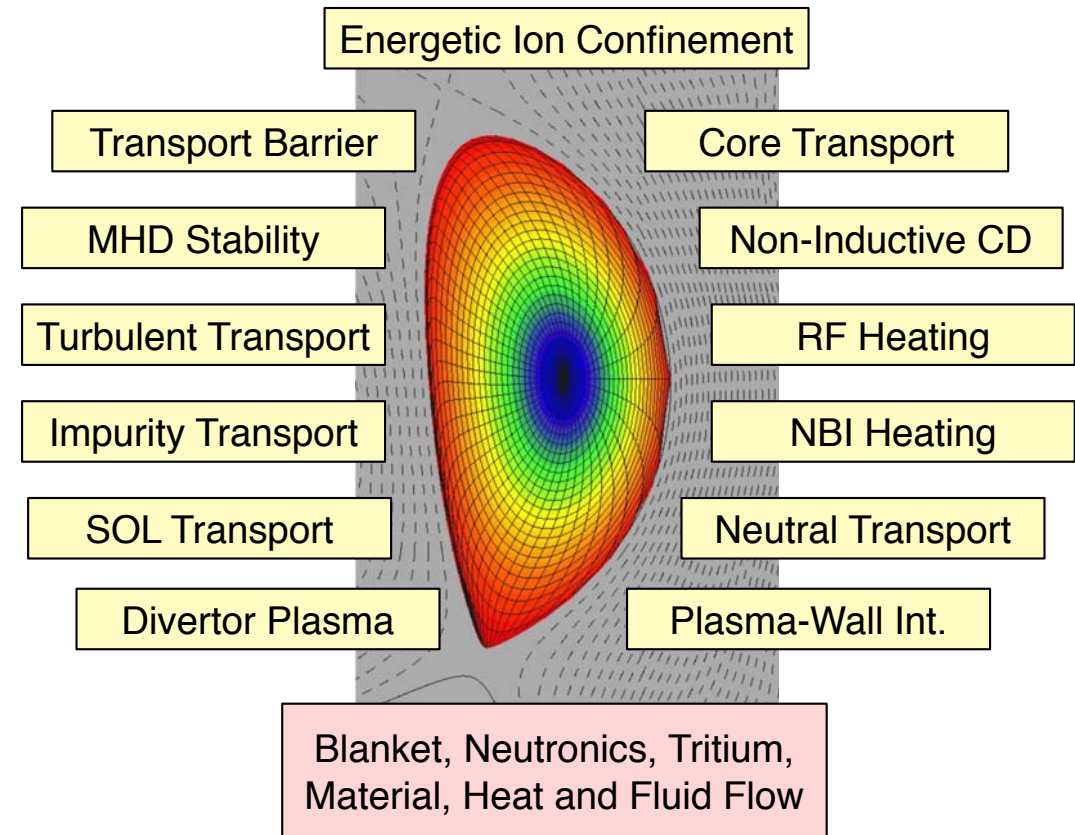 Energetic Ion Confinement
Transport Barrier
Core Transport
MHD Stability
Non-Inductive CD
Turbulent Transport
RF Heating
Impurity Transport
NBI Heating
SOL Transport
Neutral Transport
Divertor Plasma
Plasma-Wall Int.
Blanket, Neutronics, Tritium,
Material, Heat and Fluid Flow